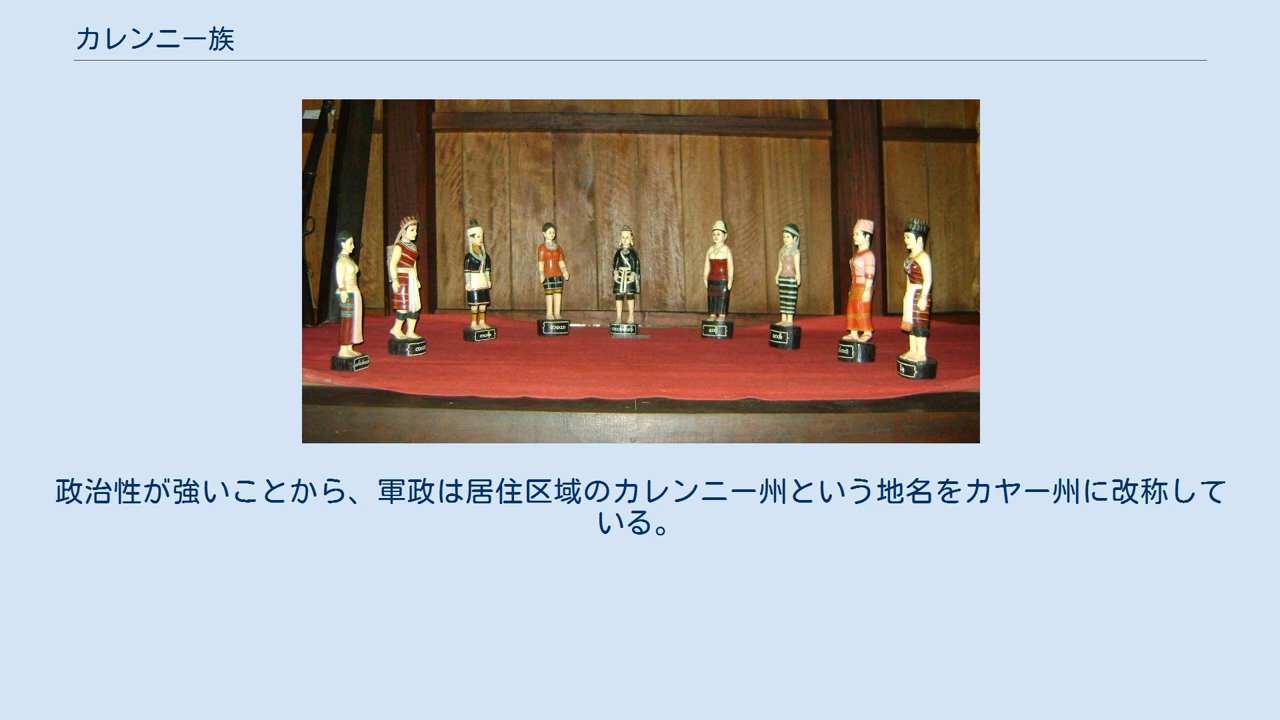 カレンニー族
政治性が強いことから、軍政は居住区域のカレンニー州という地名をカヤー州に改称して
いる。